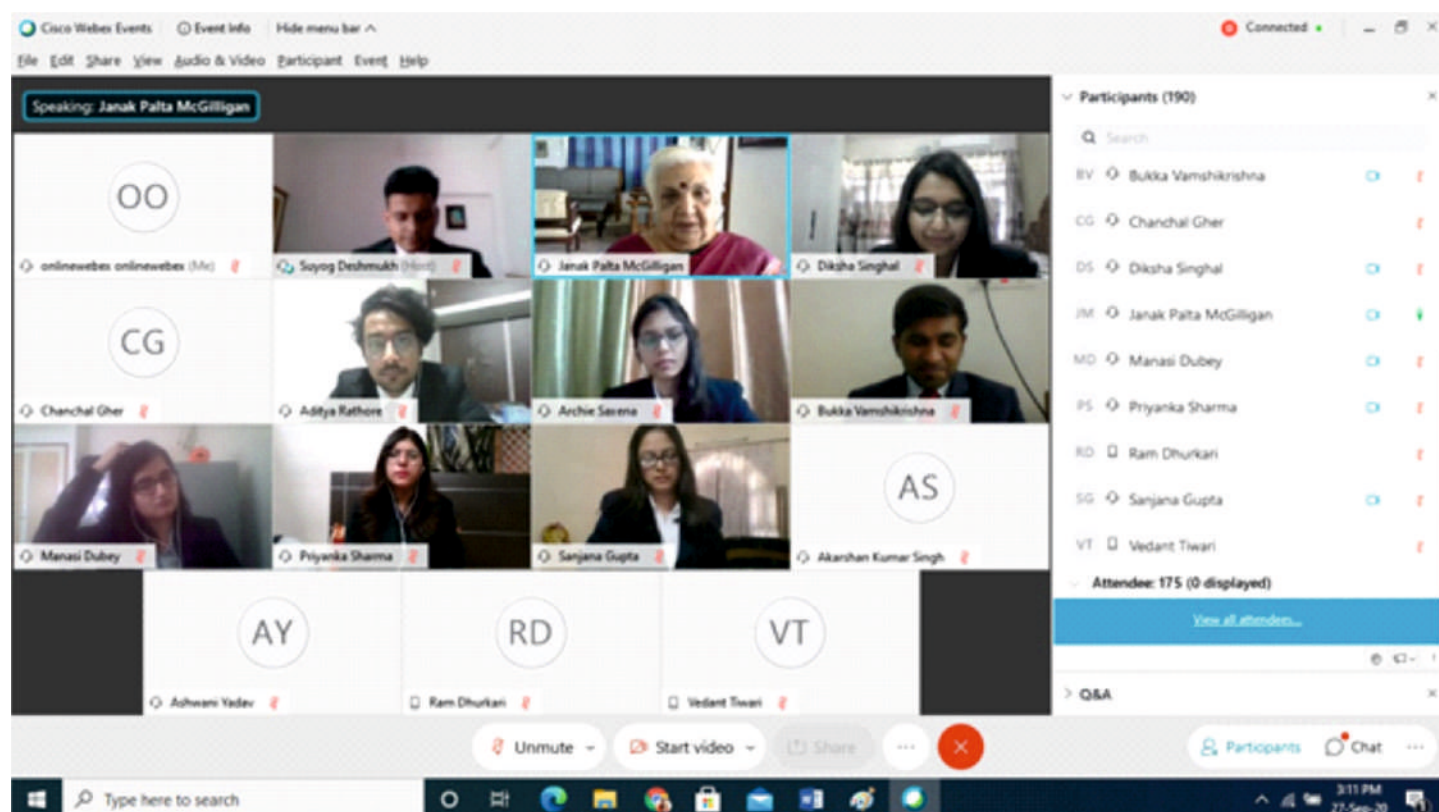 Cisco Webex Events Event Info Hide menu bar Connected
File Edit Share View Audio & Video Participant Event Help
Speaking: Janak Palta McGilligan
OO
onlinewebex onlinewebex (Me)
Suyog Deshmukh (Host)
Janak Palta McGilligan
Diksha Singhal
CG
Chanchal Gher
Aditya Rathore
Archie Saxena
Bukka Vamshikrishna
Manasi Dubey
Priyanka Sharma
Sanjana Gupta
AS
Akarshan Kumar Singh
AY
Ashwani Yadav
RD
Ram Dhurkari
VT
Vedant Tiwari
Participants (190)
Search
BV Bukka Vamshikrishna
CG Chanchal Gher
DS Diksha Singhal
JM Janak Palta McGilligan
MD Manasi Dubey
PS Priyanka Sharma
RD Ram Dhurkari
SG Sanjana Gupta
VT Vedant Tiwari
Attendee: 175 (0 displayed)
View all attendees...
Q&A
Unmute Start video Share Participants Chat
Type here to search
3:11 PM